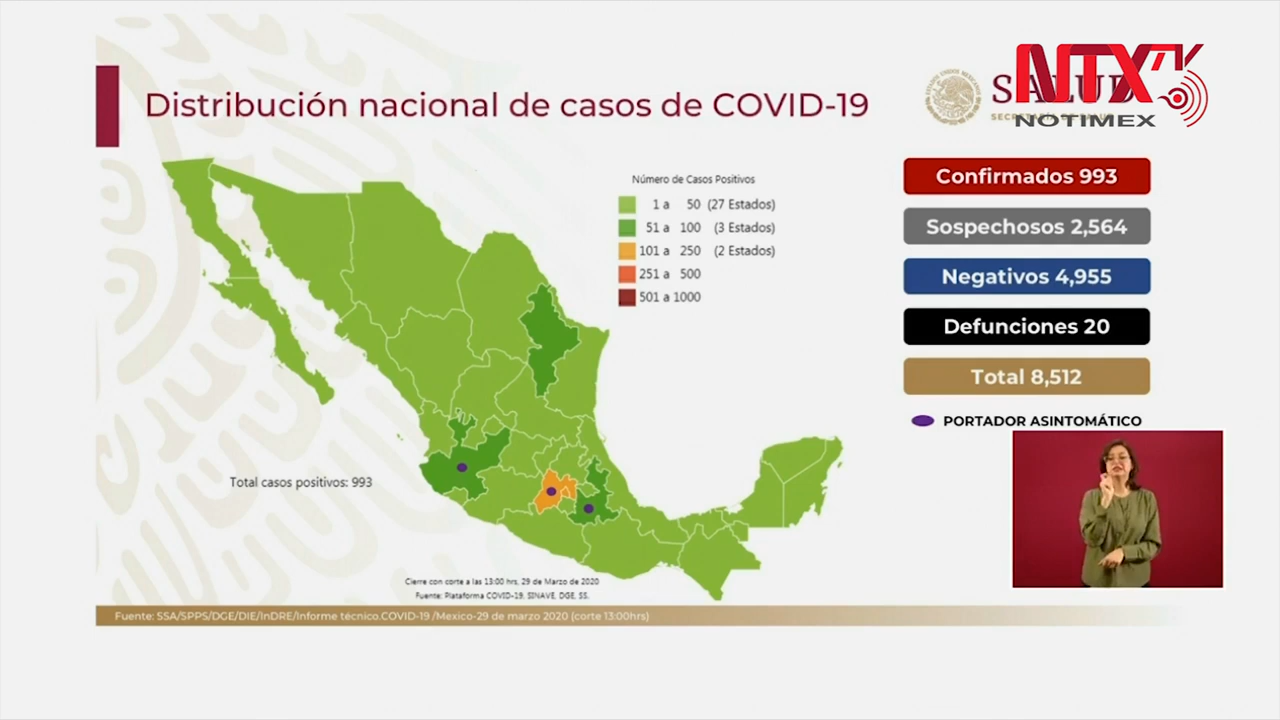 Distribución nacional de casos de COVID-19
NTX TV
NOTIMEX
Número de Casos Positivos
1 a 50 (27 Estados)
51 a 100 (3 Estados)
101 a 250 (2 Estados)
251 a 500
501 a 1000
Confirmados 993
Sospechosos 2,564
Negativos 4,955
Defunciones 20
Total 8,512
PORTADOR ASINTOMÁTICO
Total casos positivos: 993
Cierre con corte a las 13:00 hrs, 29 de Marzo de 2020
Fuente: Plataforma COVID-19, SINAVE, DGE, SS.
Fuente: SSA/SPPS/DGE/DIE/InDRE/Informe técnico.COVID-19 /Mexico-29 de marzo 2020 (corte 13:00hrs)